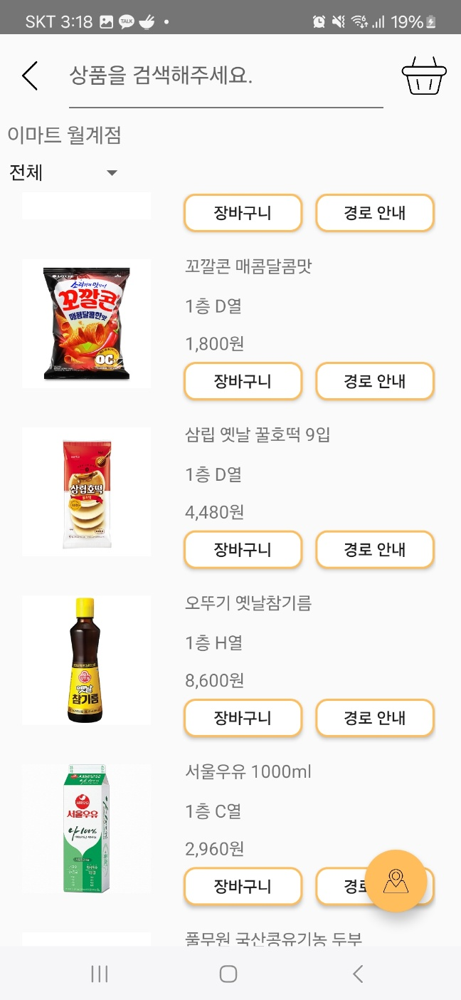 SKT 3:18 TALK 19%
상품을 검색해주세요.
이마트 월계점
전체
장바구니 경로 안내
꼬깔콘 매콤달콤맛
1층 D열
1,800원
장바구니 경로 안내
LOTTE
꼬깔콘
매콤달콤한맛
삼립 옛날 꿀호떡 9입
1층 D열
4,480원
장바구니 경로 안내
삼립호떡
오뚜기 옛날참기름
1층 H열
8,600원
장바구니 경로 안내
옛날
참기름
서울우유 1000ml
1층 C열
2,960원
장바구니 경로
서울우유
나100%
풀무원 국산콩유기농 두부